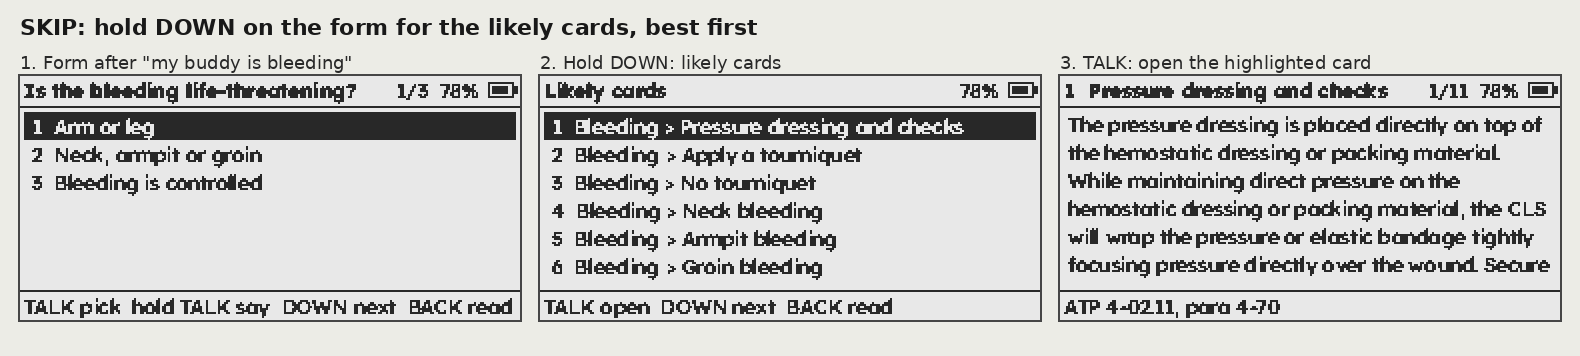 SKIP: hold DOWN on the form for the likely cards, best first
1. Form after "my buddy is bleeding"
Is the bleeding life-threatening? 1/3 78%
1 Arm or leg
2 Neck, armpit or groin
3 Bleeding is controlled
TALK pick hold TALK say DOWN next BACK read
2. Hold DOWN: likely cards
Likely cards 78%
1 Bleeding > Pressure dressing and checks
2 Bleeding > Apply a tourniquet
3 Bleeding > No tourniquet
4 Bleeding > Neck bleeding
5 Bleeding > Armpit bleeding
6 Bleeding > Groin bleeding
TALK open DOWN next BACK read
3. TALK: open the highlighted card
1 Pressure dressing and checks 1/11 78%
The pressure dressing is placed directly on top of
the hemostatic dressing or packing material.
While maintaining direct pressure on the
hemostatic dressing or packing material, the CLS
will wrap the pressure or elastic bandage tightly
focusing pressure directly over the wound. Secure
ATP 4-02.11, para 4-70